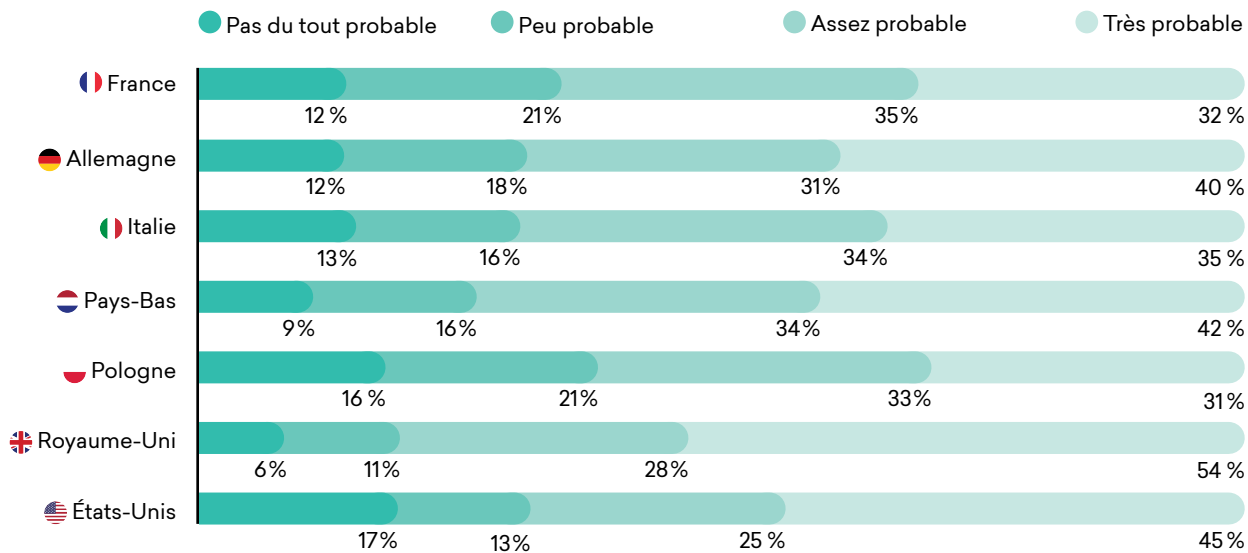 Pas du tout probable Peu probable Assez probable Très probable
France
12 % 21% 35% 32 %
Allemagne
12% 18% 31% 40 %
Italie
13% 16% 34% 35 %
Pays-Bas
9% 16% 34% 42 %
Pologne
16 % 21% 33% 31 %
Royaume-Uni
6% 11% 28% 54 %
États-Unis
17% 13% 25 % 45 %